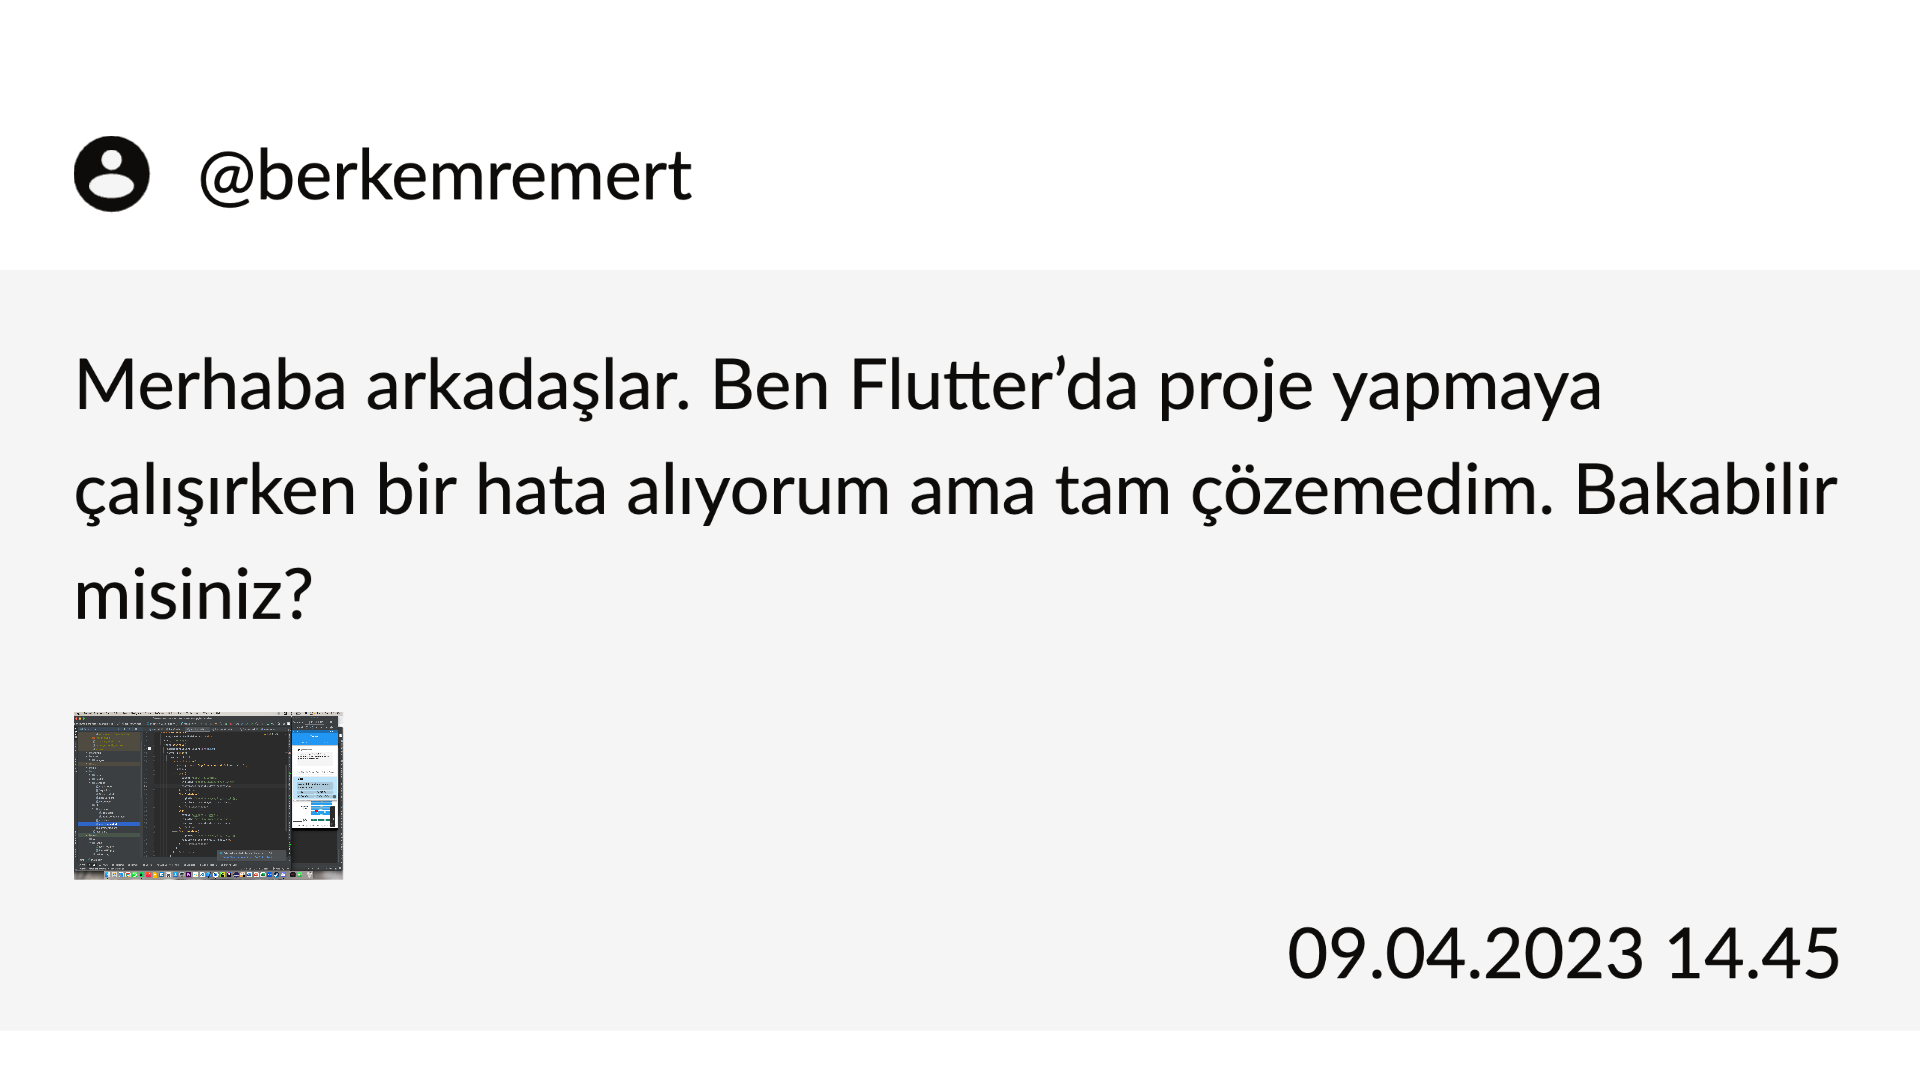 @berkemremert
Merhaba arkadaşlar. Ben Flutter’da proje yapmaya
çalışırken bir hata alıyorum ama tam çözemedim. Bakabilir
misiniz?
09.04.2023 14.45